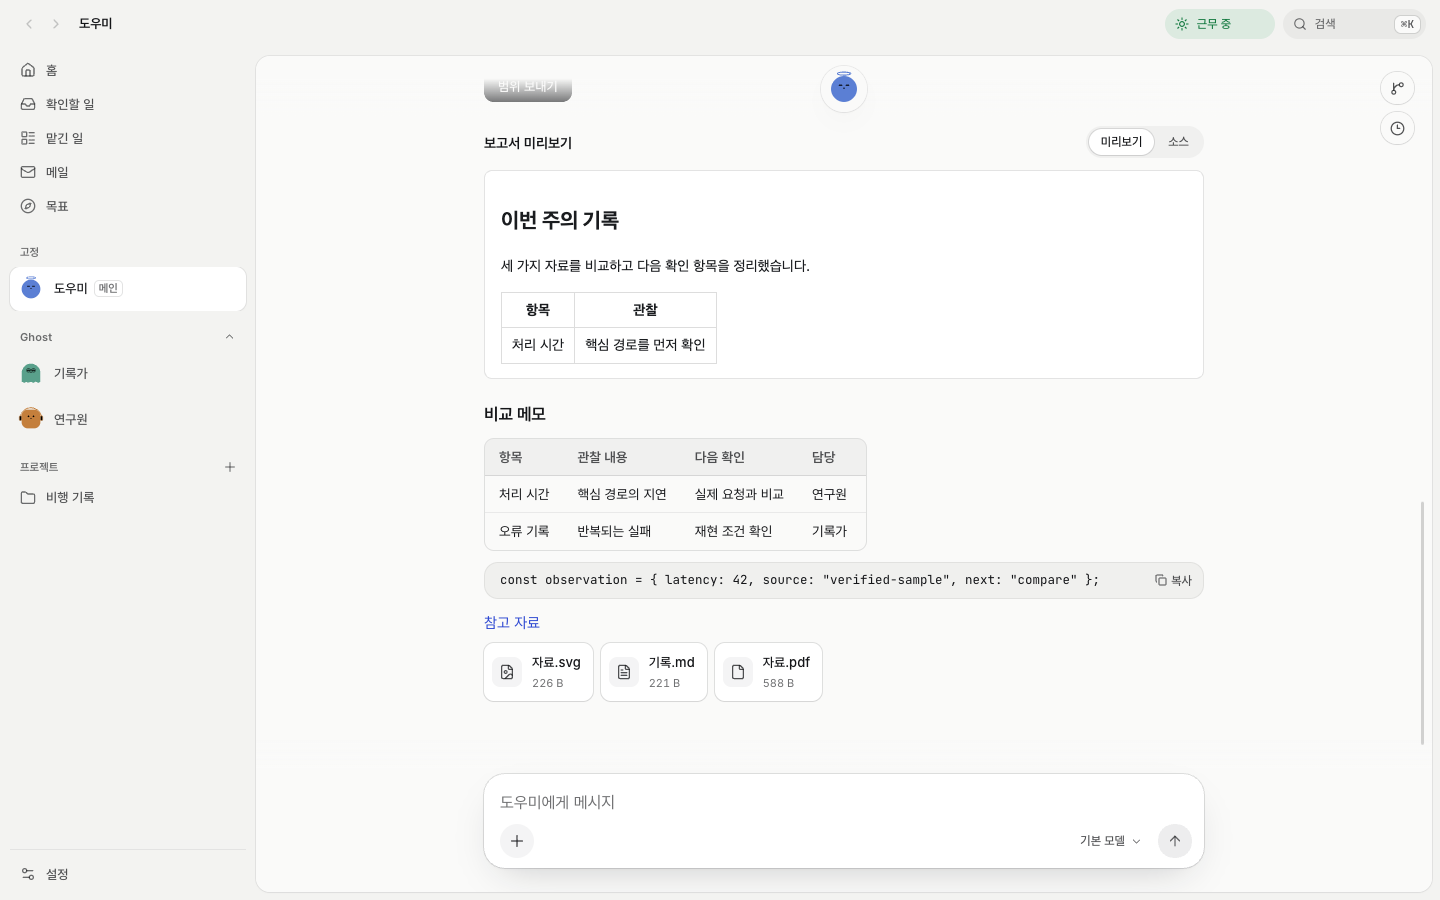 도우미
근무 중
검색
⌘K
홈
확인할 일
맡긴 일
메일
목표
고정
도우미 메인
Ghost
기록가
연구원
프로젝트
비행 기록
설정
범위 보내기
보고서 미리보기
미리보기 소스
이번 주의 기록
세 가지 자료를 비교하고 다음 확인 항목을 정리했습니다.
항목 관찰
처리 시간 핵심 경로를 먼저 확인
비교 메모
항목 관찰 내용 다음 확인 담당
처리 시간 핵심 경로의 지연 실제 요청과 비교 연구원
오류 기록 반복되는 실패 재현 조건 확인 기록가
const observation = { latency: 42, source: "verified-sample", next: "compare" }; 복사
참고 자료
자료.svg
226 B
기록.md
221 B
자료.pdf
588 B
도우미에게 메시지
기본 모델